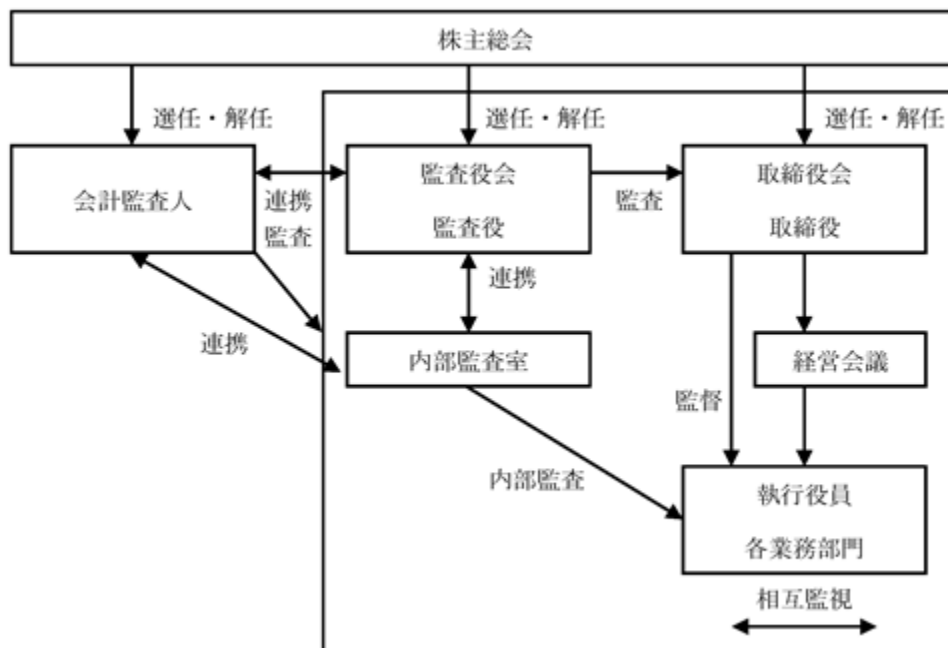 株主総会
選任・解任
選任・解任
選任・解任
会計監査人
連携
監査
監査役会
監査役
監査
取締役会
取締役
連携
連携
内部監査室
経営会議
監督
内部監査
執行役員
各業務部門
相互監視